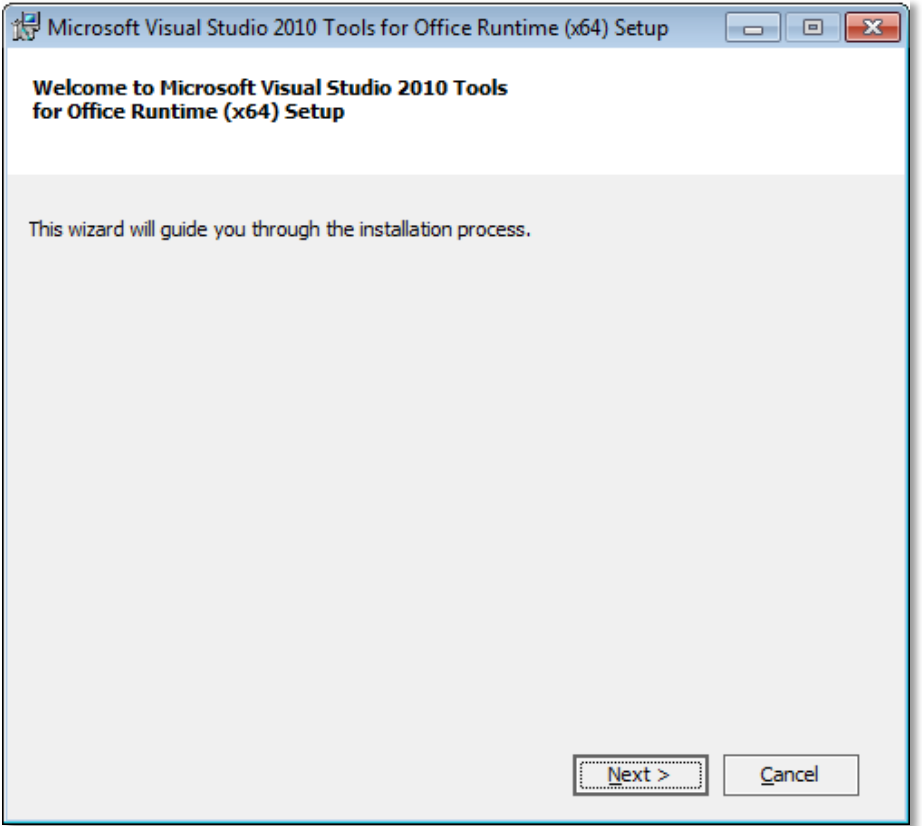 Microsoft Visual Studio 2010 Tools for Office Runtime (x64) Setup
Welcome to Microsoft Visual Studio 2010 Tools
for Office Runtime (x64) Setup
This wizard will guide you through the installation process.
Next >
Cancel